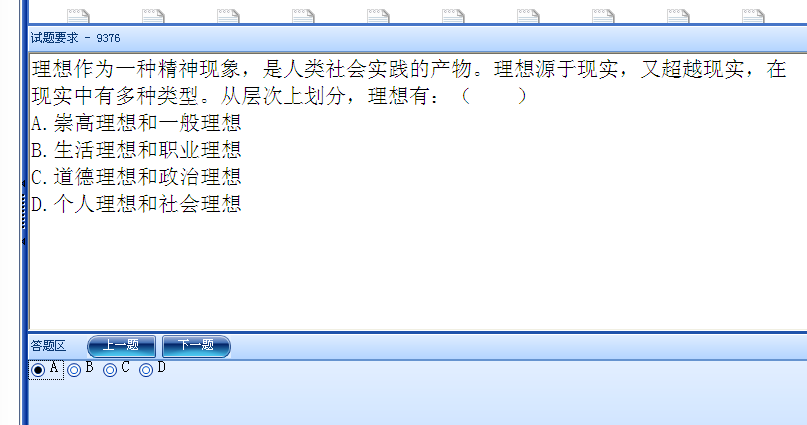 试题要求 - 9376
理想作为一种精神现象，是人类社会实践的产物。理想源于现实，又超越现实，在
现实中有多种类型。从层次上划分，理想有：（　　）
A.崇高理想和一般理想
B.生活理想和职业理想
C.道德理想和政治理想
D.个人理想和社会理想
答题区 上一题 下一题
A B C D